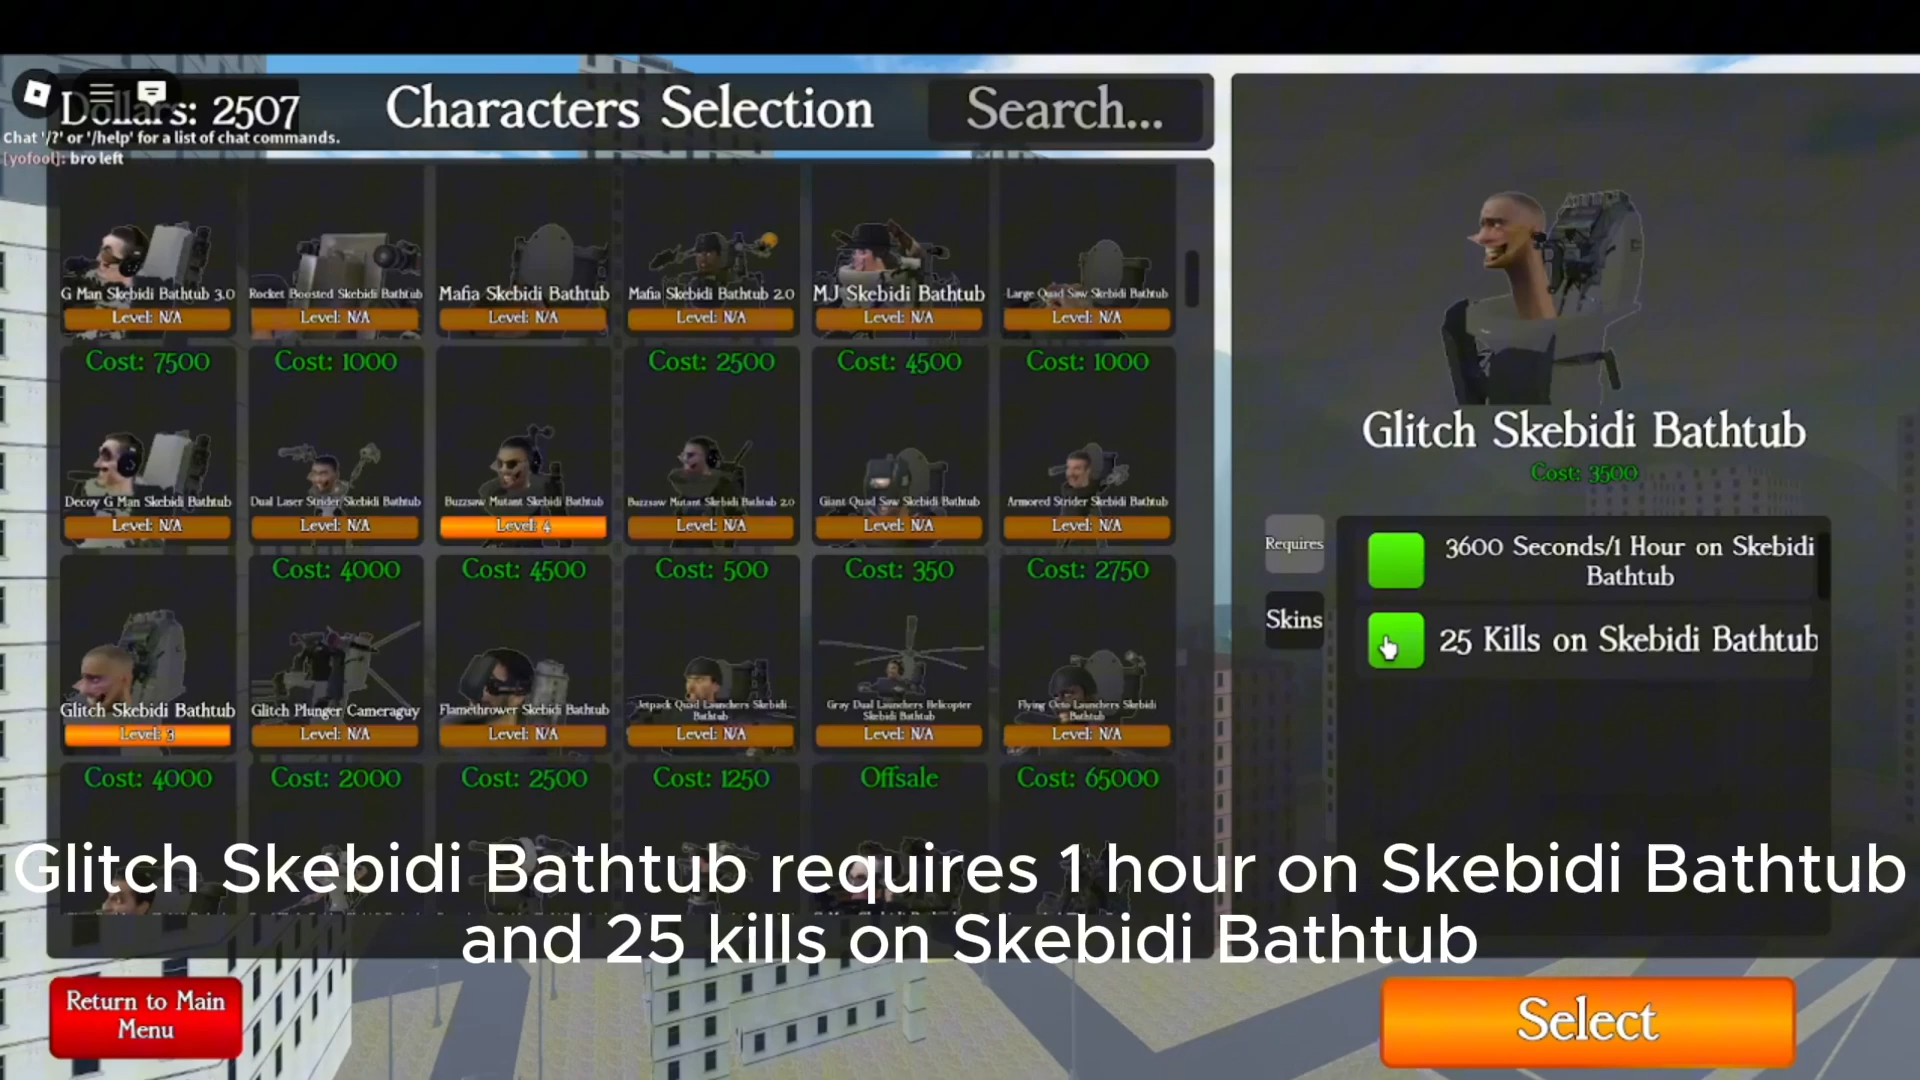 Dollars: 2507
Characters Selection
Search...
Chat '/?' or '/help' for a list of chat commands.
[yofool]: bro left
G Man Skebidi Bathtub 3.0
Rocket Boosted Skebidi Bathtub
Mafia Skebidi Bathtub
Mafia Skebidi Bathtub 2.0
MJ Skebidi Bathtub
Large Quad Saw Skebidi Bathtub
Level: N/A
Level: N/A
Level: N/A
Level: N/A
Level: N/A
Level: N/A
Cost: 7500
Cost: 1000
Cost: 2500
Cost: 4500
Cost: 1000
Decoy G Man Skebidi Bathtub
Dual Laser Strider Skebidi Bathtub
Buzzsaw Mutant Skebidi Bathtub
Buzzsaw Mutant Skebidi Bathtub 2.0
Giant Quad Saw Skebidi Bathtub
Armored Strider Skebidi Bathtub
Level: N/A
Level: N/A
Level: 4
Level: N/A
Level: N/A
Level: N/A
Cost: 4000
Cost: 4500
Cost: 500
Cost: 350
Cost: 2750
Glitch Skebidi Bathtub
Glitch Plunger Cameraguy
Flamethrower Skebidi Bathtub
Jetpack Quad Launchers Skebidi
Bathtub
Gray Dual Launchers Helicopter
Skebidi Bathtub
Flying Octo Launchers Skebidi
Bathtub
Level: 3
Level: N/A
Level: N/A
Level: N/A
Level: N/A
Level: N/A
Cost: 4000
Cost: 2000
Cost: 2500
Cost: 1250
Offsale
Cost: 65000
Glitch Skebidi Bathtub
Cost: 3500
Requires
Skins
3600 Seconds/1 Hour on Skebidi
Bathtub
25 Kills on Skebidi Bathtub
Glitch Skebidi Bathtub requires 1 hour on Skebidi Bathtub
and 25 kills on Skebidi Bathtub
Return to Main
Menu
Select